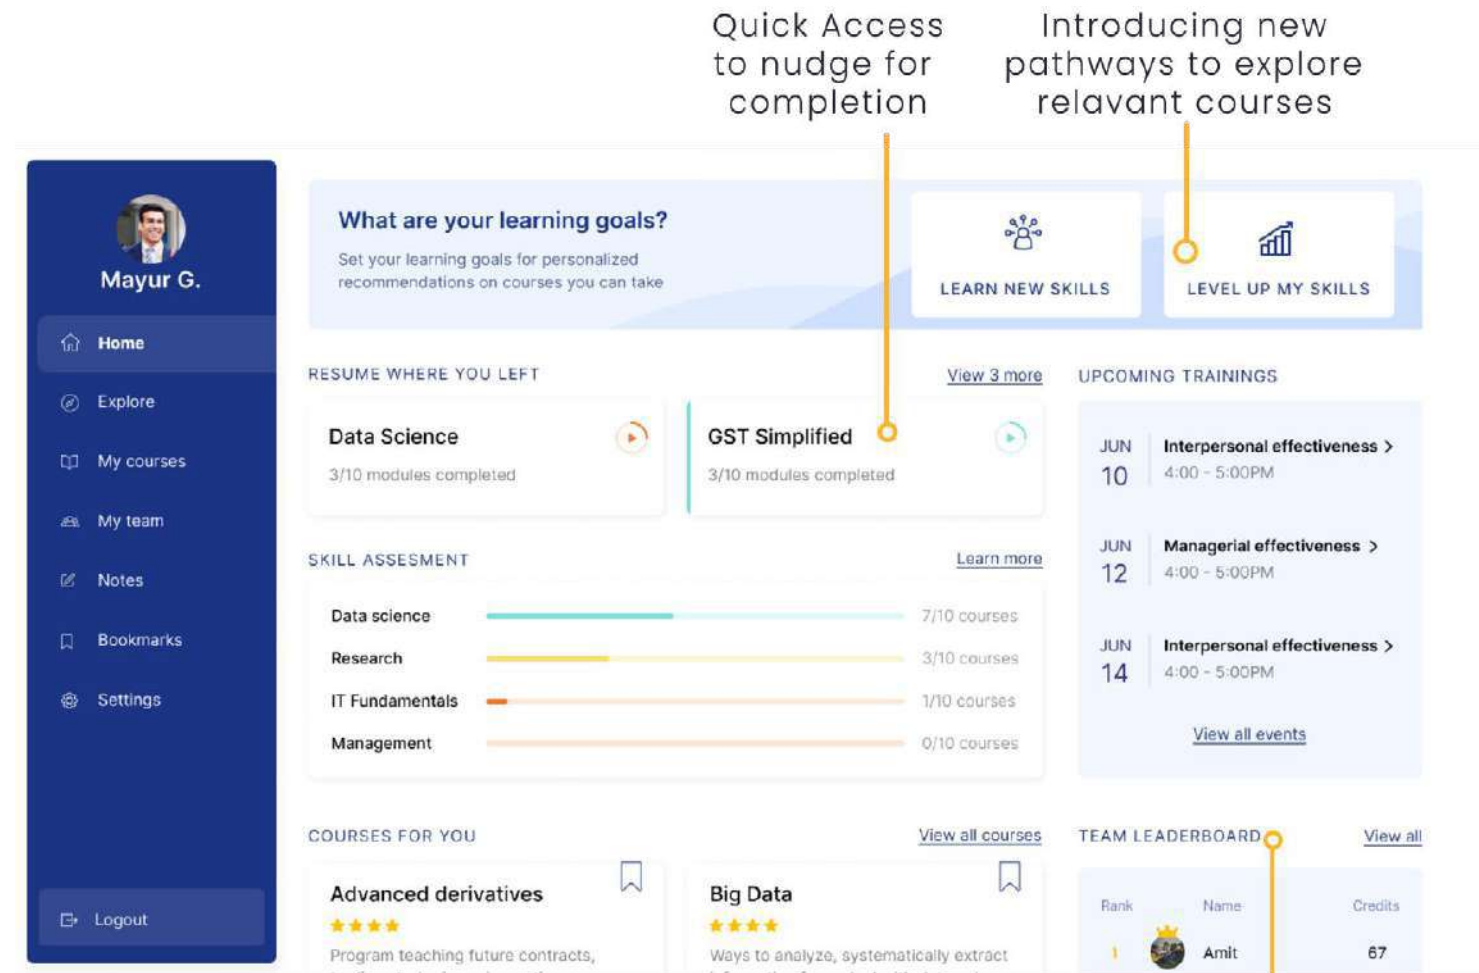 Quick Access
to nudge for
completion
Introducing new
pathways to explore
relavant courses
Mayur G.
Home
Explore
My courses
My team
Notes
Bookmarks
Settings
Logout
What are your learning goals?
Set your learning goals for personalized
recommendations on courses you can take
LEARN NEW SKILLS
LEVEL UP MY SKILLS
RESUME WHERE YOU LEFT
View 3 more
Data Science
3/10 modules completed
GST Simplified
3/10 modules completed
SKILL ASSESMENT
Learn more
Data science
7/10 courses
Research
3/10 courses
IT Fundamentals
1/10 courses
Management
0/10 courses
UPCOMING TRAININGS
JUN
10
Interpersonal effectiveness >
4:00 - 5:00PM
JUN
12
Managerial effectiveness >
4:00 - 5:00PM
JUN
14
Interpersonal effectiveness >
4:00 - 5:00PM
View all events
COURSES FOR YOU
View all courses
Advanced derivatives
Program teaching future contracts,
Big Data
Ways to analyze, systematically extract
TEAM LEADERBOARD
View all
Rank Name Credits
1 Amit 67